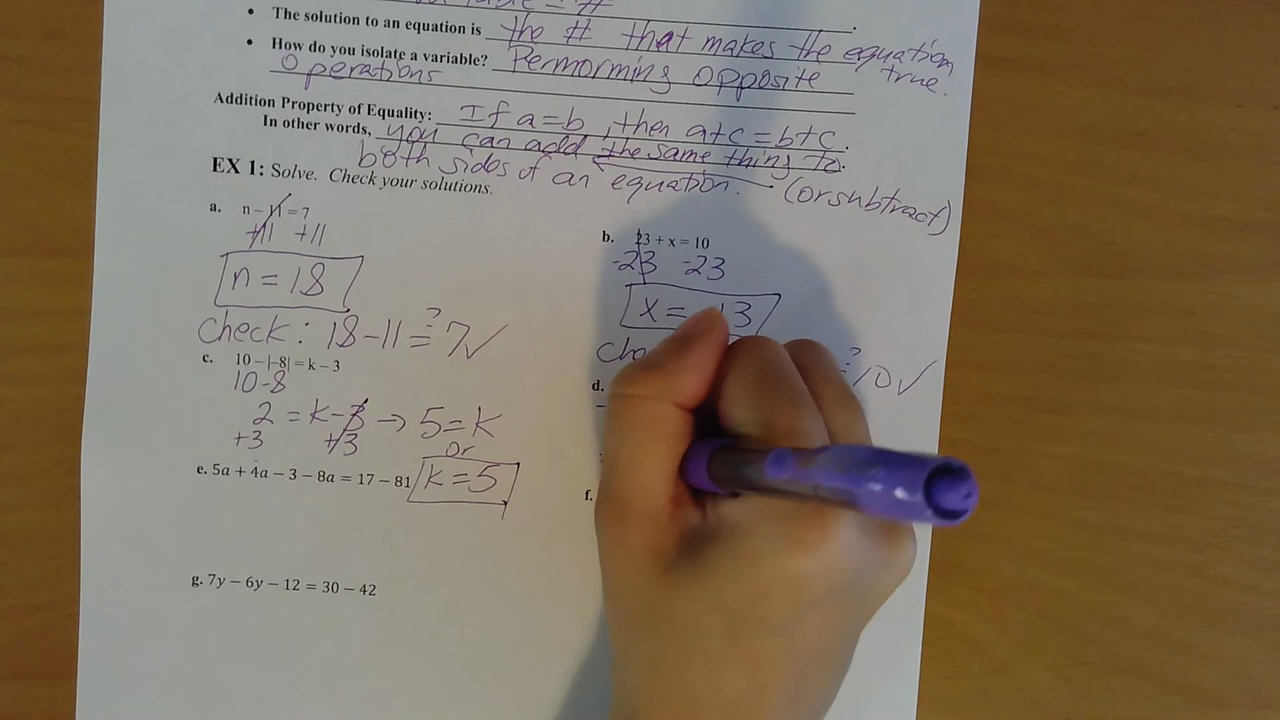 • The solution to an equation is the # that makes the equation true.
• How do you isolate a variable? Permorming opposite
operations
Addition Property of Equality: If a=b, then a+c=b+c.
In other words, you can add the same thing to
both sides of an equation. (or subtract)
EX 1: Solve. Check your solutions.
a. n - 11 = 7
+11 +11
n = 18
Check: 18-11 ≟ 7✓
b. 23 + x = 10
-23 -23
x = 13
10✓
c. 10 - |-8| = k - 3
10-8
2 = k-3 → 5=k
+3 +3 or
k=5
d.
e. 5a + 4a - 3 - 8a = 17 - 81
f.
g. 7y - 6y - 12 = 30 - 42